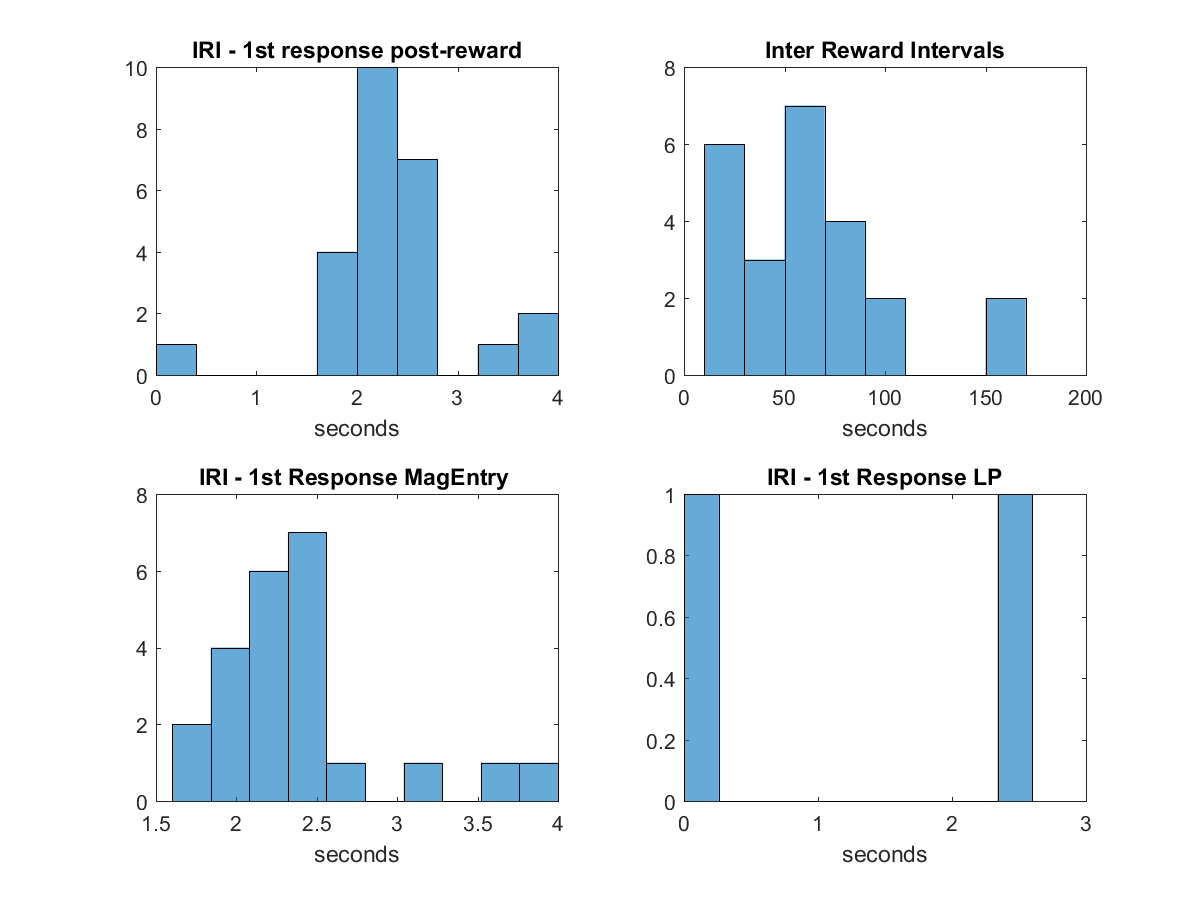 IRI - 1st response post-reward
10
8
6
4
2
0
0 1 2 3 4
seconds
Inter Reward Intervals
8
6
4
2
0
0 50 100 150 200
seconds
IRI - 1st Response MagEntry
8
6
4
2
0
1.5 2 2.5 3 3.5 4
seconds
IRI - 1st Response LP
1
0.8
0.6
0.4
0.2
0
0 1 2 3
seconds